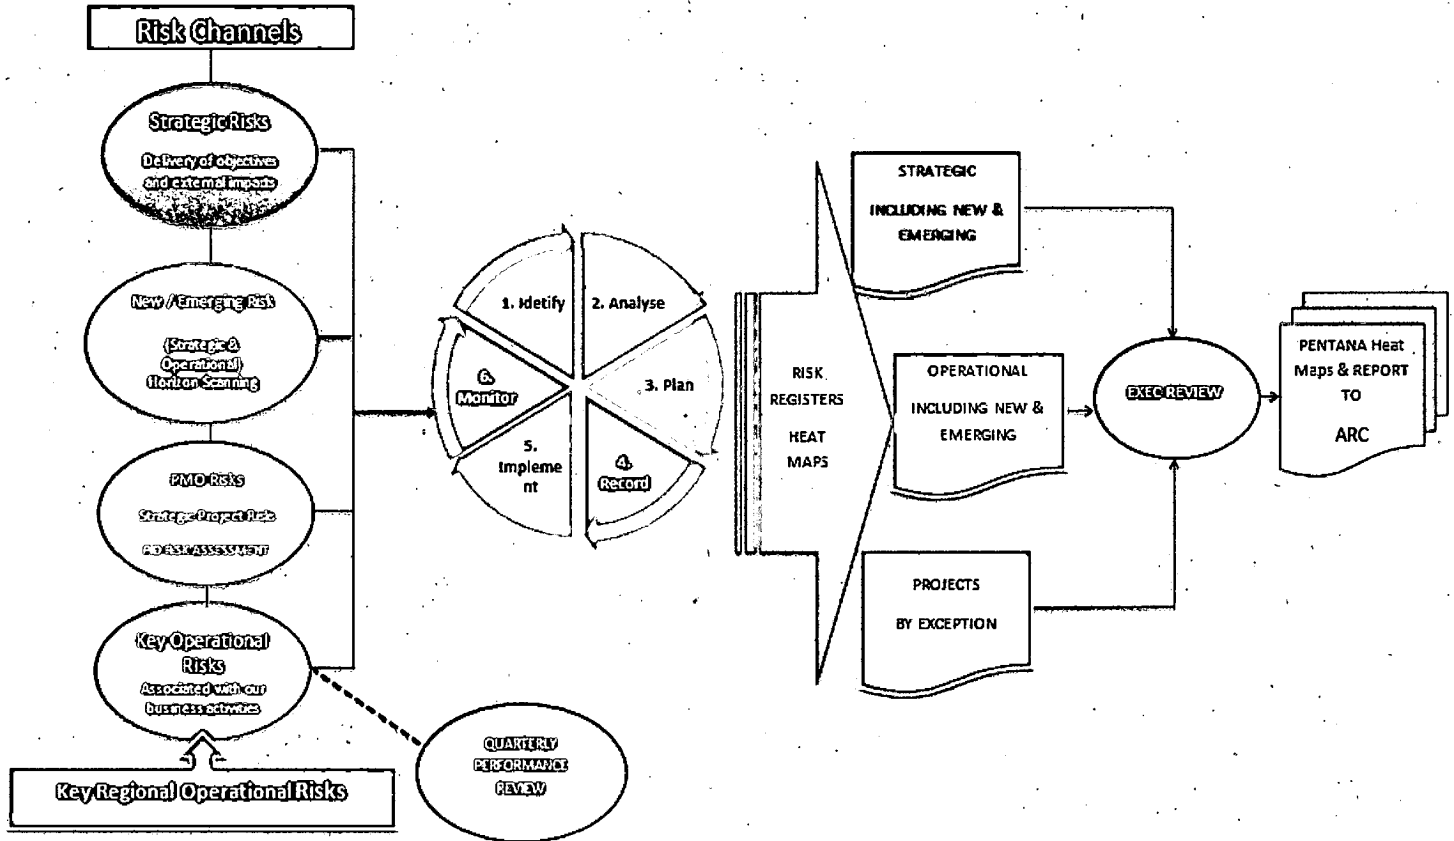 Risk Channels
Strategic Risks
Delivery of objectives
and external impacts
New / Emerging Risk
(Strategic &
Operational)
Horizon Scanning
PMO Risks
Strategic Project Risk
RISK ASSESSMENT
Key Operational
Risks
Associated with our
business activities
Key Regional Operational Risks
QUARTERLY
PERFORMANCE
REVIEW
1. Idetify
2. Analyse
3. Plan
4.
Record
5.
Impleme
nt
6.
Monitor
RISK
REGISTERS
HEAT
MAPS
STRATEGIC
INCLUDING NEW &
EMERGING
OPERATIONAL
INCLUDING NEW &
EMERGING
PROJECTS
BY EXCEPTION
EXEC REVIEW
PENTANA Heat
Maps & REPORT
TO
ARC